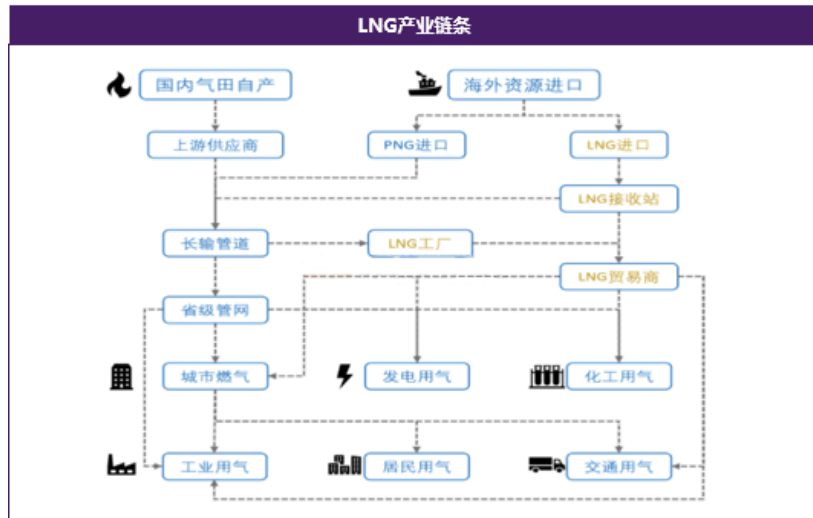 LNG产业链条
国内气田自产
海外资源进口
上游供应商
PNG进口
LNG进口
LNG接收站
长输管道
LNG工厂
LNG贸易商
省级管网
城市燃气
发电用气
化工用气
工业用气
居民用气
交通用气